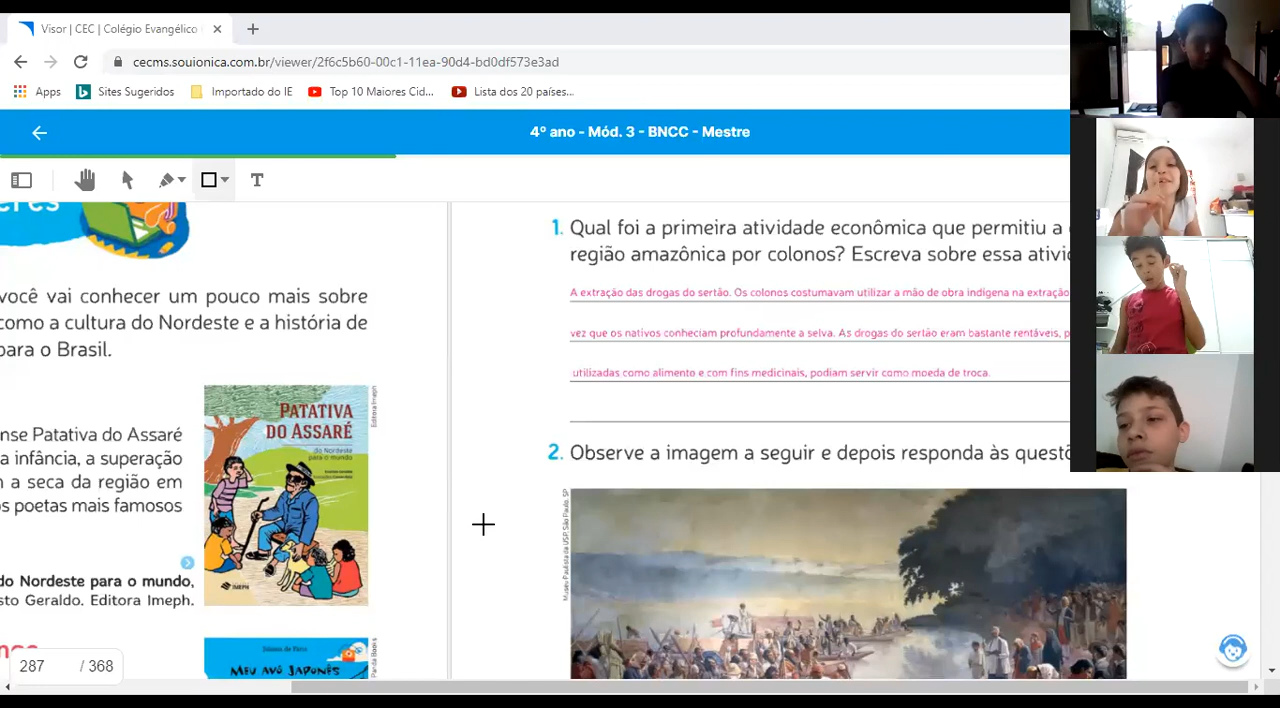 Visor | CEC | Colégio Evangélico
cecms.souionica.com.br/viewer/2f6c5b60-00c1-11ea-90d4-bd0df573e3ad
Apps Sites Sugeridos Importado do IE Top 10 Maiores Cid... Lista dos 20 países...
4º ano - Mód. 3 - BNCC - Mestre
T
você vai conhecer um pouco mais sobre
como a cultura do Nordeste e a história de
para o Brasil.
nse Patativa do Assaré
a infância, a superação
a seca da região em
s poetas mais famosos
do Nordeste para o mundo,
sto Geraldo. Editora Imeph.
PATATIVA
DO ASSARÉ
do Nordeste
para o mundo
IMEPH
Editora Imeph
MEU AVÔ JAPONÊS
Panda Books
287 / 368
1. Qual foi a primeira atividade econômica que permitiu a
região amazônica por colonos? Escreva sobre essa ativi
A extração das drogas do sertão. Os colonos costumavam utilizar a mão de obra indígena na extração
vez que os nativos conheciam profundamente a selva. As drogas do sertão eram bastante rentáveis, p
utilizadas como alimento e com fins medicinais, podiam servir como moeda de troca.
2. Observe a imagem a seguir e depois responda às questõ
Museu Paulista da USP, São Paulo, SP